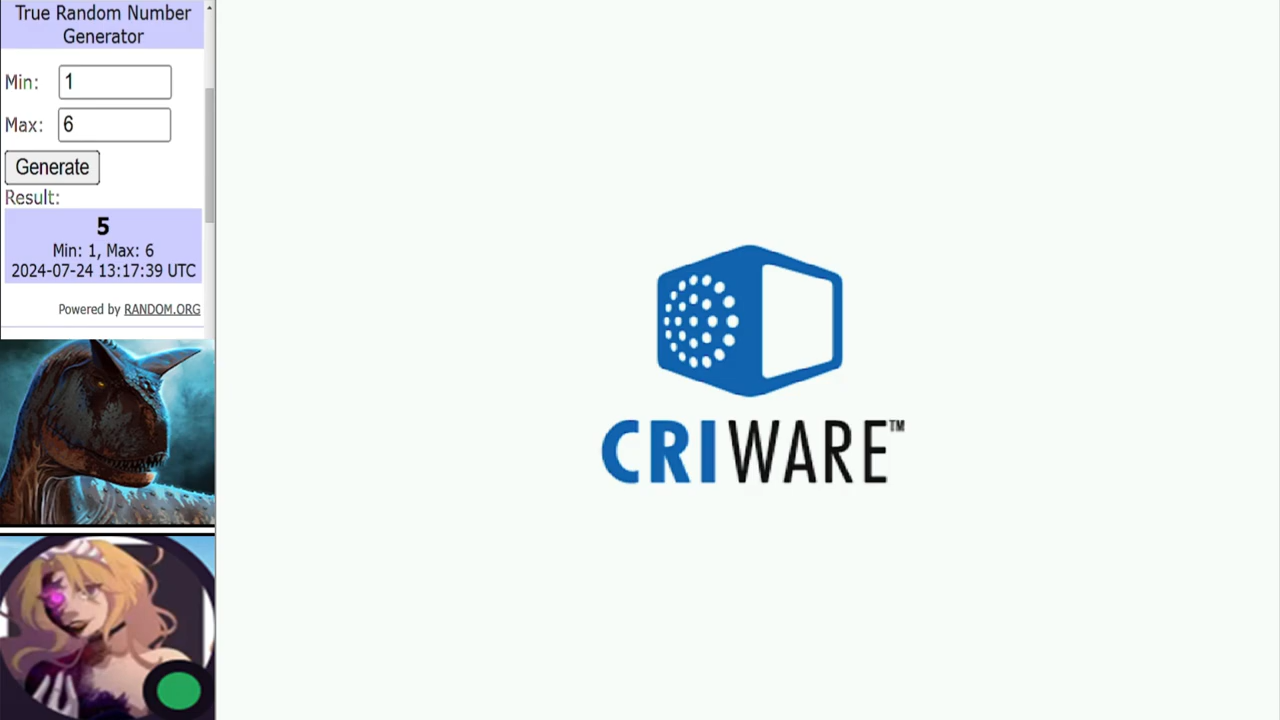 True Random Number
Generator
Min: 1
Max: 6
Generate
Result:
5
Min: 1, Max: 6
2024-07-24 13:17:39 UTC
Powered by RANDOM.ORG
CRIWARE™